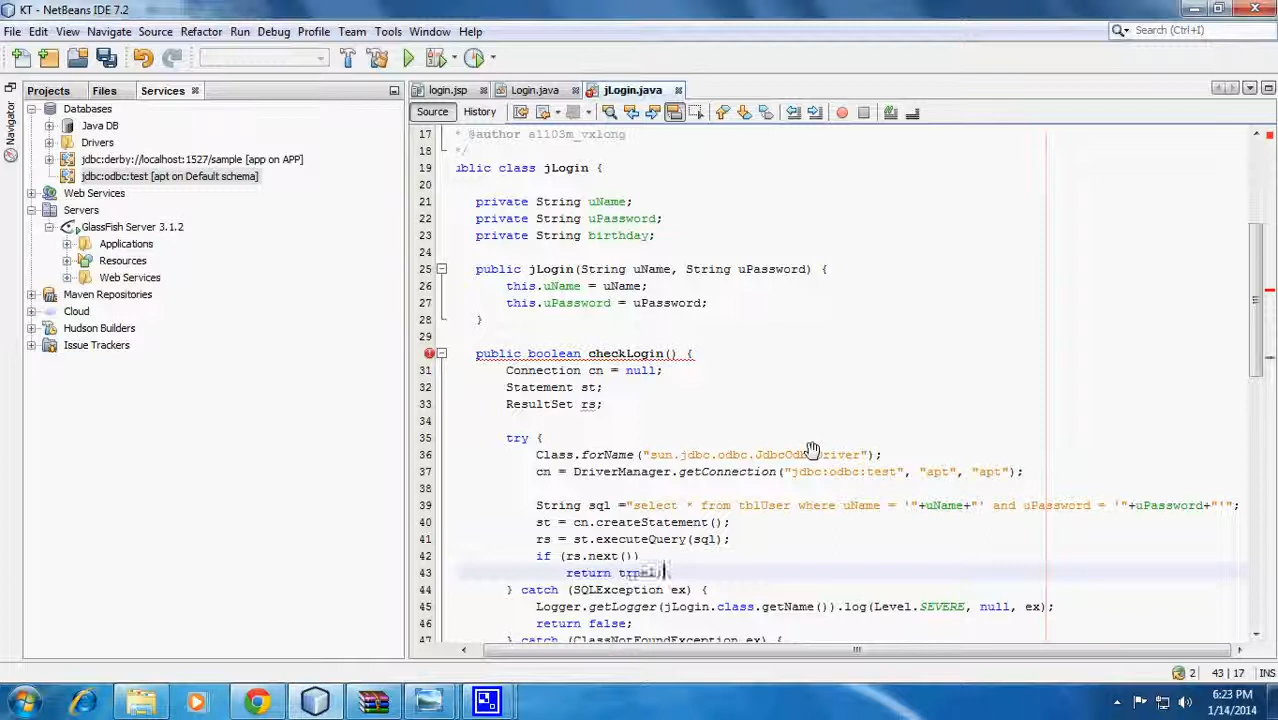 KT - NetBeans IDE 7.2
File Edit View Navigate Source Refactor Run Debug Profile Team Tools Window Help
Search (Ctrl+I)
Projects Files Services
login.jsp Login.java jLogin.java
Source History
Navigator
Databases
Java DB
Drivers
jdbc:derby://localhost:1527/sample [app on APP]
jdbc:odbc:test [apt on Default schema]
Web Services
Servers
GlassFish Server 3.1.2
Applications
Resources
Web Services
Maven Repositories
Cloud
Hudson Builders
Issue Trackers
17 * @author a1103m_vxlong
18 */
19 ublic class jLogin {
20
21 private String uName;
22 private String uPassword;
23 private String birthday;
24
25 public jLogin(String uName, String uPassword) {
26 this.uName = uName;
27 this.uPassword = uPassword;
28 }
29
public boolean checkLogin() {
31 Connection cn = null;
32 Statement st;
33 ResultSet rs;
34
35 try {
36 Class.forName("sun.jdbc.odbc.JdbcOdbcDriver");
37 cn = DriverManager.getConnection("jdbc:odbc:test", "apt", "apt");
38
39 String sql ="select * from tblUser where uName = '"+uName+"' and uPassword = '"+uPassword+"'";
40 st = cn.createStatement();
41 rs = st.executeQuery(sql);
42 if (rs.next())
43 return
44 } catch (SQLException ex) {
45 Logger.getLogger(jLogin.class.getName()).log(Level.SEVERE, null, ex);
46 return false;
47 } catch (ClassNotFoundException ex) {
2 43 | 17 INS
6:23 PM
1/14/2014